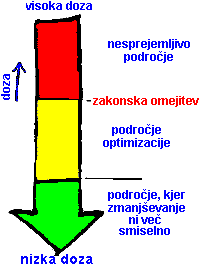 visoka doza
nesprejemljivo
področje
doza
zakonska omejitev
področje
optimizacije
področje, kjer
zmanjševanje
ni več
smiselno
nizka doza